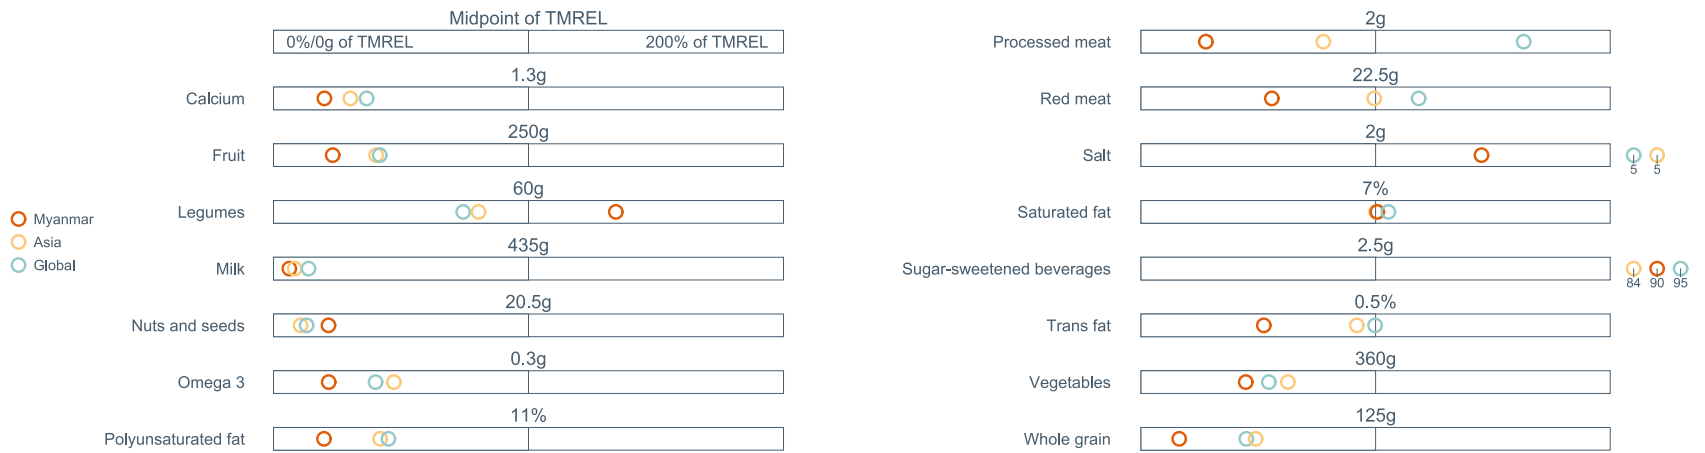 Midpoint of TMREL
0%/0g of TMREL 200% of TMREL
Calcium 1.3g
Fruit 250g
Legumes 60g
Milk 435g
Nuts and seeds 20.5g
Omega 3 0.3g
Polyunsaturated fat 11%
Myanmar
Asia
Global
Processed meat 2g
Red meat 22.5g
Salt 2g
5 5
Saturated fat 7%
Sugar-sweetened beverages 2.5g
84 90 95
Trans fat 0.5%
Vegetables 360g
Whole grain 125g